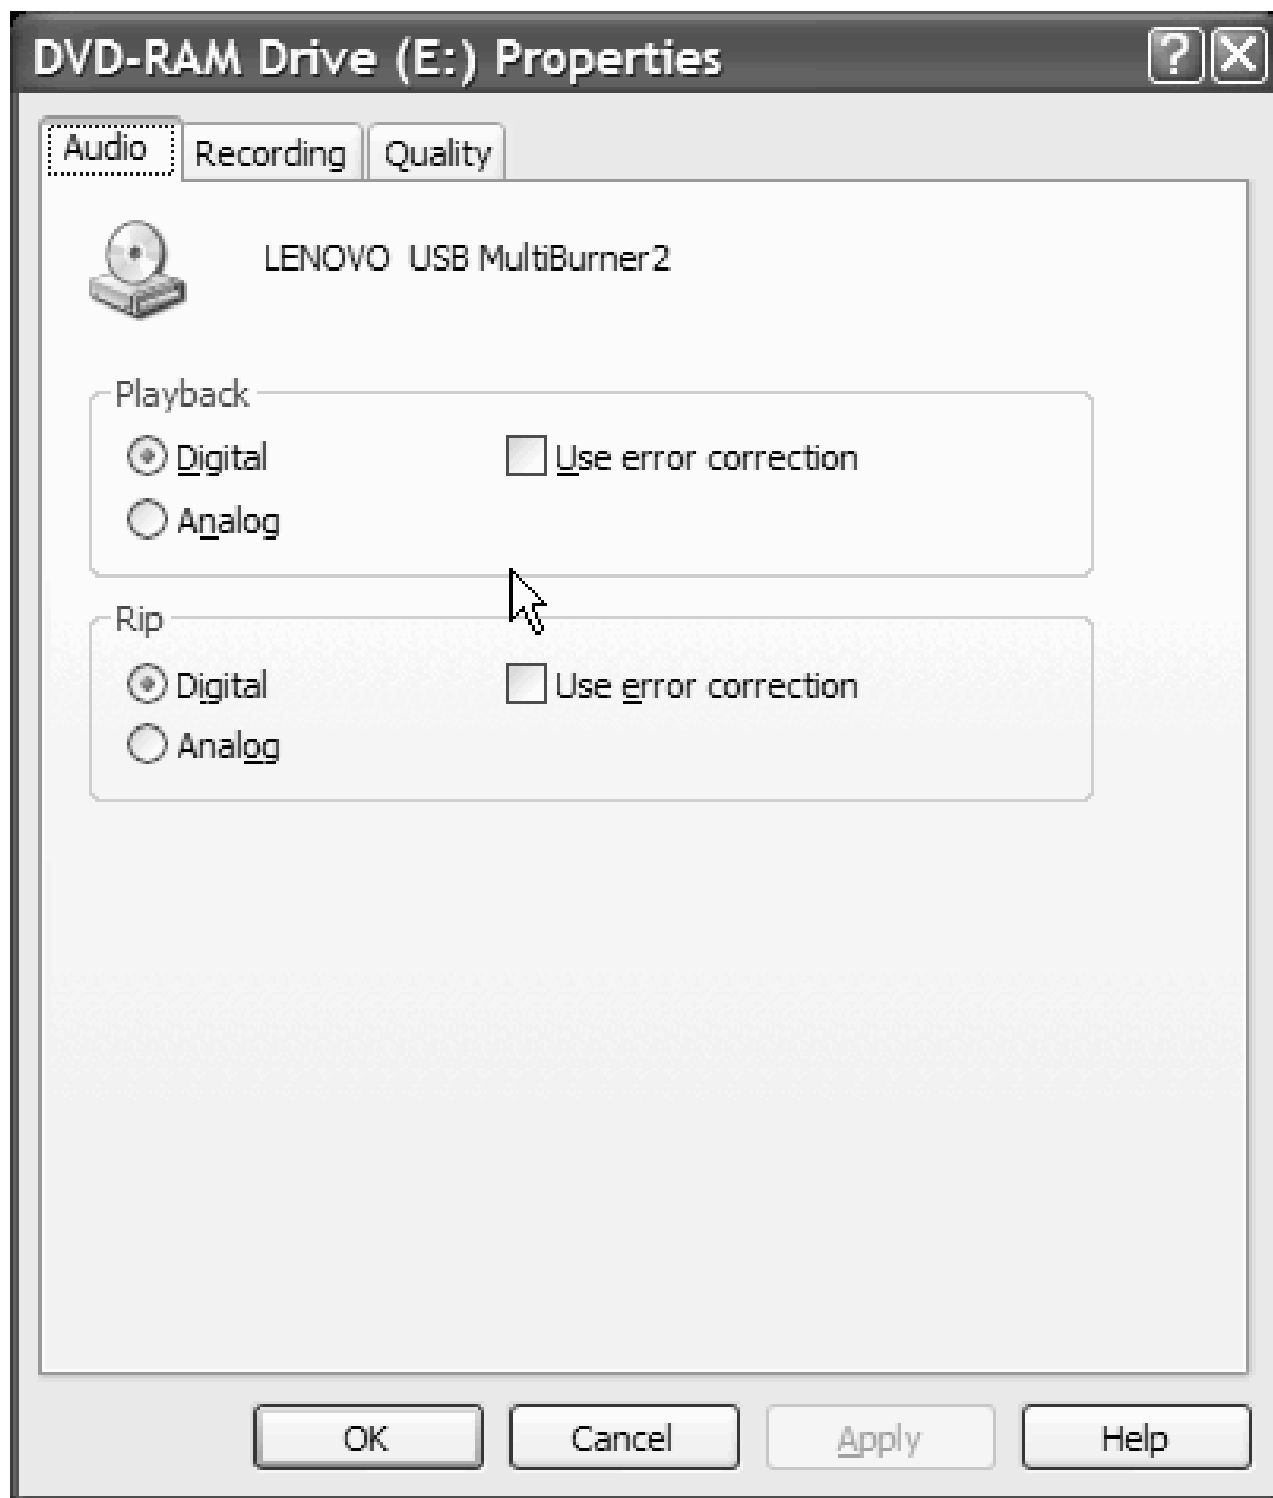 DVD-RAM Drive (E:) Properties
Audio Recording Quality
LENOVO USB MultiBurner2
Playback
Digital Use error correction
Analog
Rip
Digital Use error correction
Analog
OK Cancel Apply Help